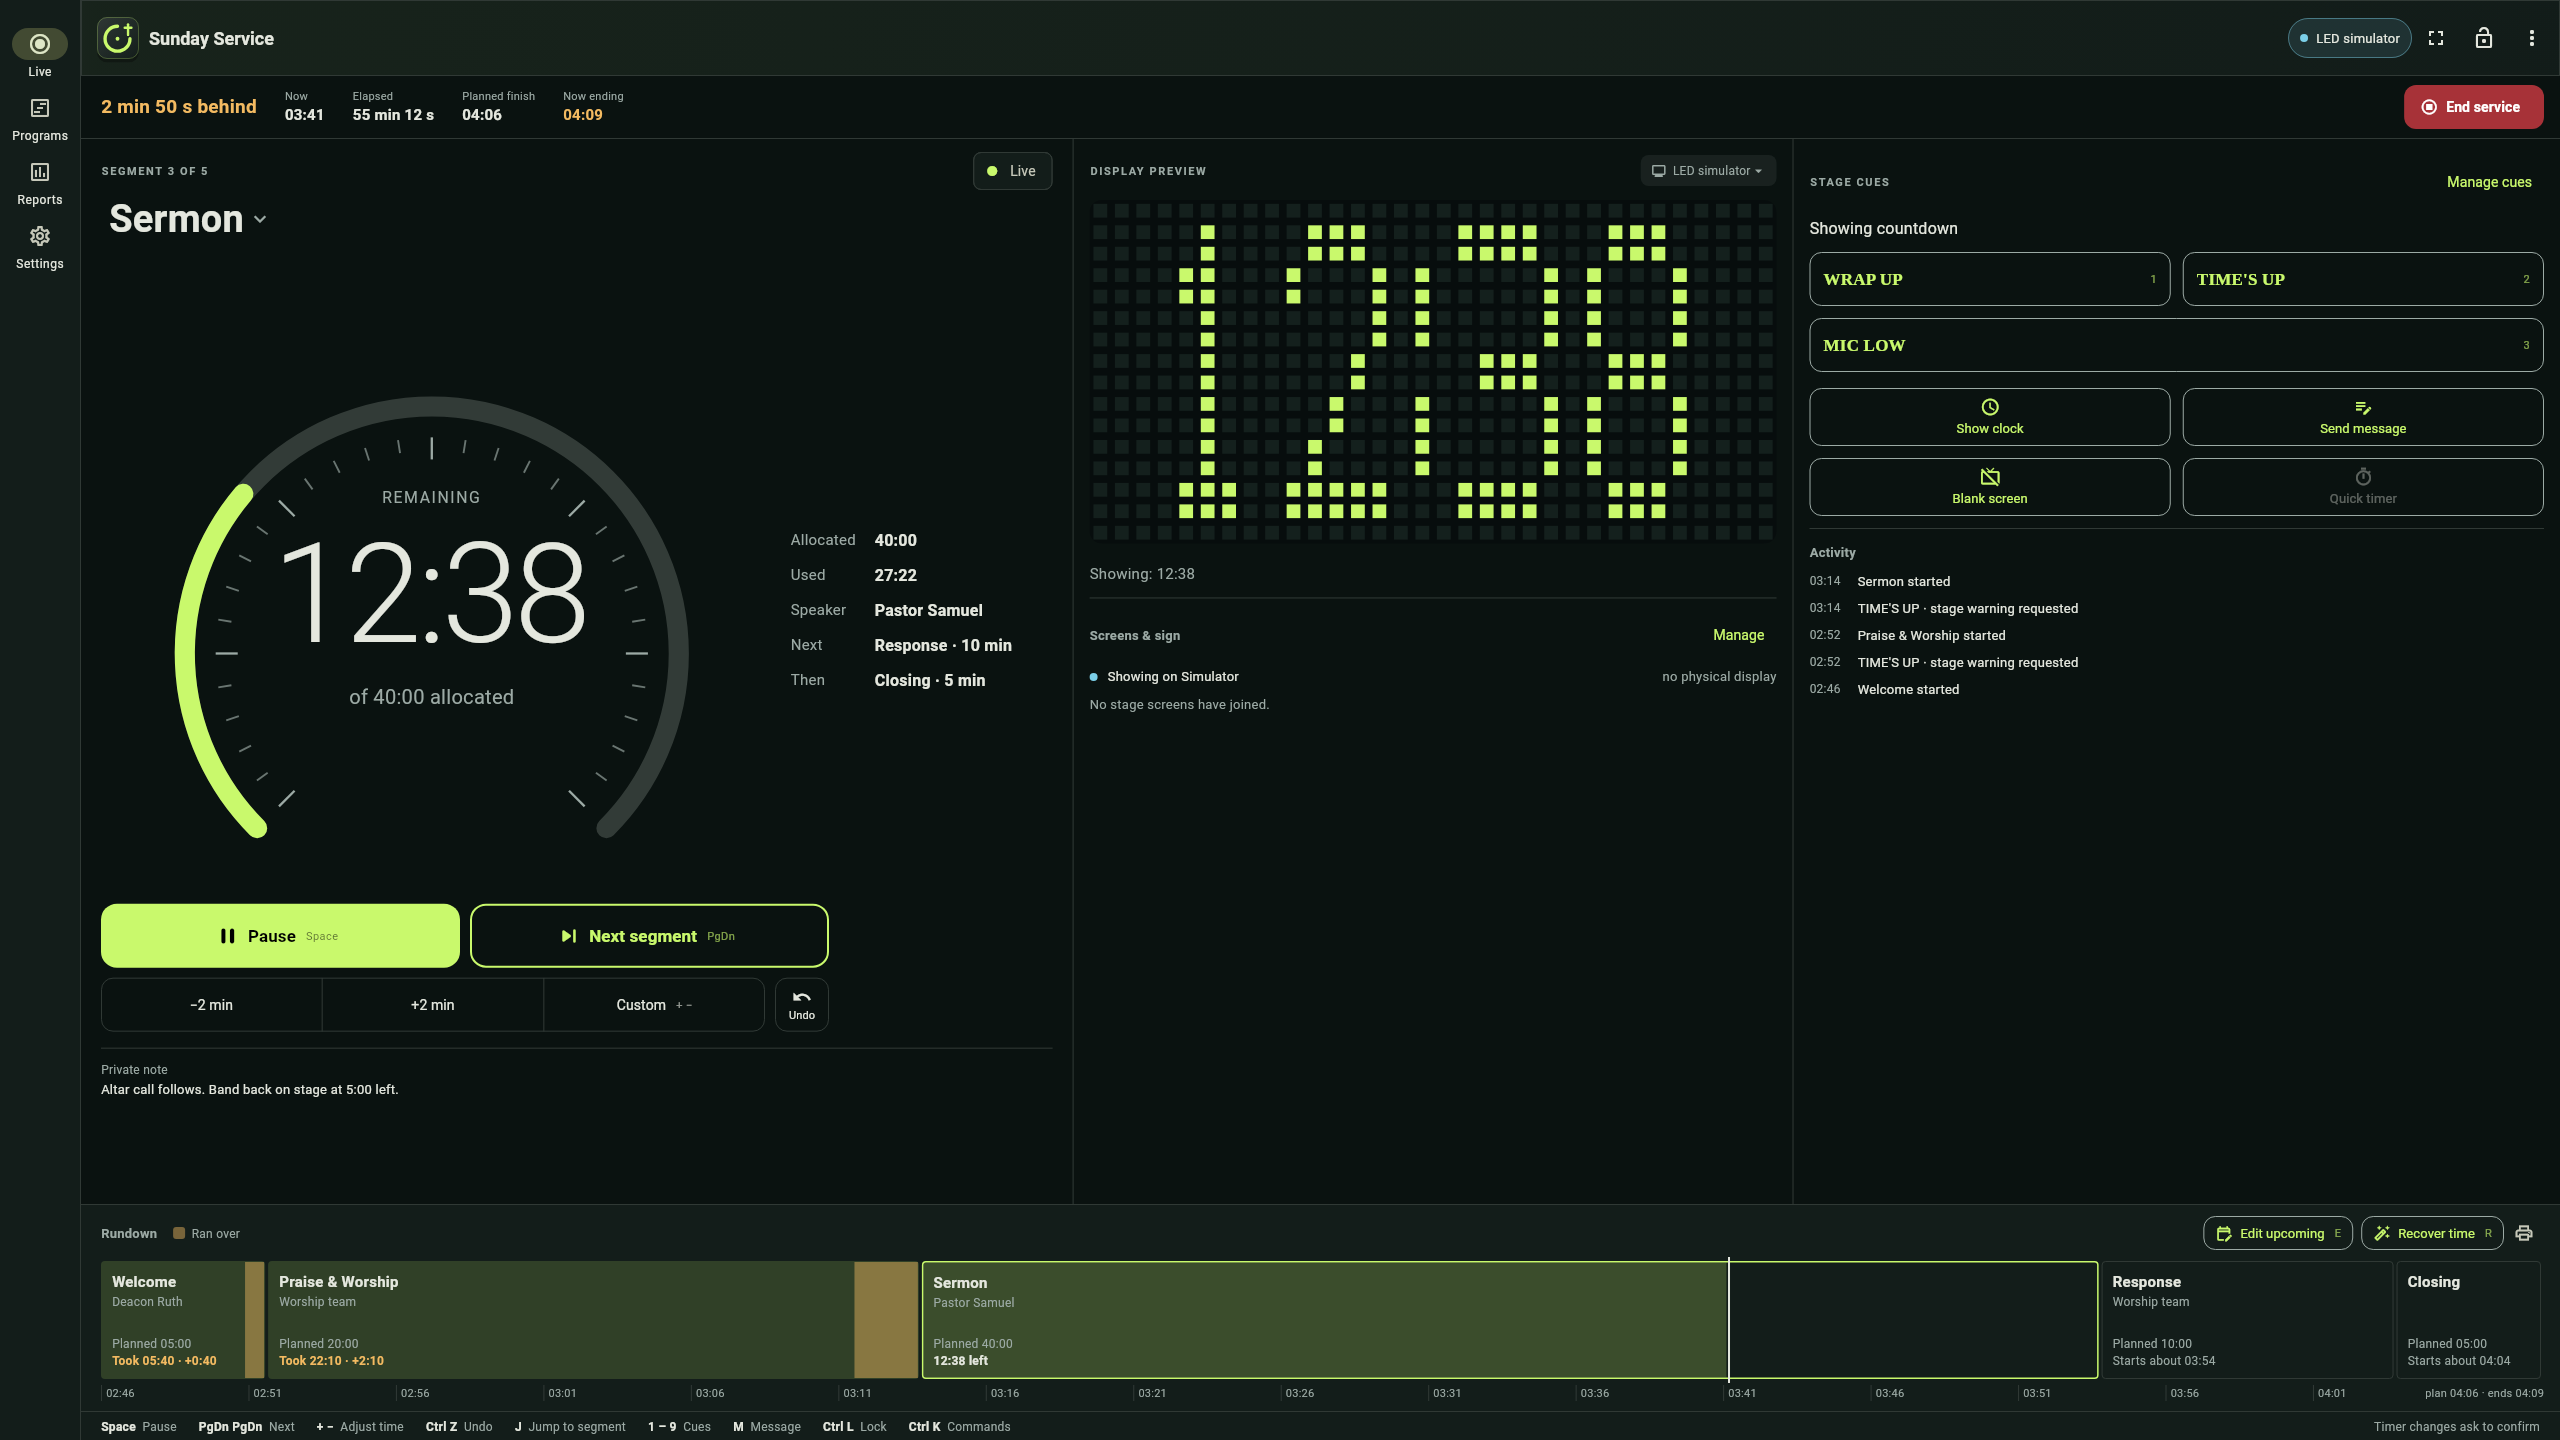 Sunday Service
LED simulator
Live
Programs
Reports
Settings
2 min 50 s behind
Now
03:41
Elapsed
55 min 12 s
Planned finish
04:06
Now ending
04:09
End service
SEGMENT 3 OF 5
Live
Sermon
REMAINING
12:38
of 40:00 allocated
Allocated 40:00
Used 27:22
Speaker Pastor Samuel
Next Response · 10 min
Then Closing · 5 min
Pause Space
Next segment PgDn
−2 min
+2 min
Custom + −
Undo
Private note
Altar call follows. Band back on stage at 5:00 left.
DISPLAY PREVIEW
LED simulator
Showing: 12:38
Screens & sign
Manage
Showing on Simulator
no physical display
No stage screens have joined.
STAGE CUES
Manage cues
Showing countdown
WRAP UP 1
TIME'S UP 2
MIC LOW 3
Show clock
Send message
Blank screen
Quick timer
Activity
03:14 Sermon started
03:14 TIME'S UP · stage warning requested
02:52 Praise & Worship started
02:52 TIME'S UP · stage warning requested
02:46 Welcome started
Rundown
Ran over
Edit upcoming E
Recover time R
Welcome
Deacon Ruth
Planned 05:00
Took 05:40 · +0:40
Praise & Worship
Worship team
Planned 20:00
Took 22:10 · +2:10
Sermon
Pastor Samuel
Planned 40:00
12:38 left
Response
Worship team
Planned 10:00
Starts about 03:54
Closing
Planned 05:00
Starts about 04:04
02:46 02:51 02:56 03:01 03:06 03:11 03:16 03:21 03:26 03:31 03:36 03:41 03:46 03:51 03:56 04:01 plan 04:06 · ends 04:09
Space Pause PgDn PgDn Next + − Adjust time Ctrl Z Undo J Jump to segment 1 – 9 Cues M Message Ctrl L Lock Ctrl K Commands
Timer changes ask to confirm